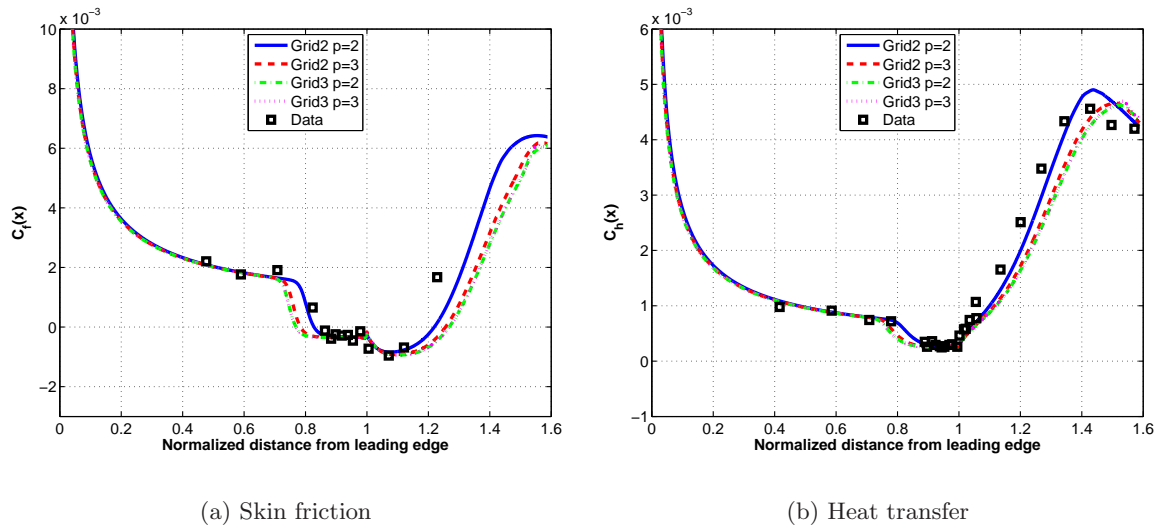 x 10⁻³
10
8
6
4
2
0
−2
C_f(x)
0 0.2 0.4 0.6 0.8 1.0 1.2 1.4 1.6
Normalized distance from leading edge
Grid2 p=2
Grid2 p=3
Grid3 p=2
Grid3 p=3
Data
(a) Skin friction
x 10⁻³
6
5
4
3
2
1
0
−1
C_h(x)
0 0.2 0.4 0.6 0.8 1.0 1.2 1.4 1.6
Normalized distance from leading edge
Grid2 p=2
Grid2 p=3
Grid3 p=2
Grid3 p=3
Data
(b) Heat transfer